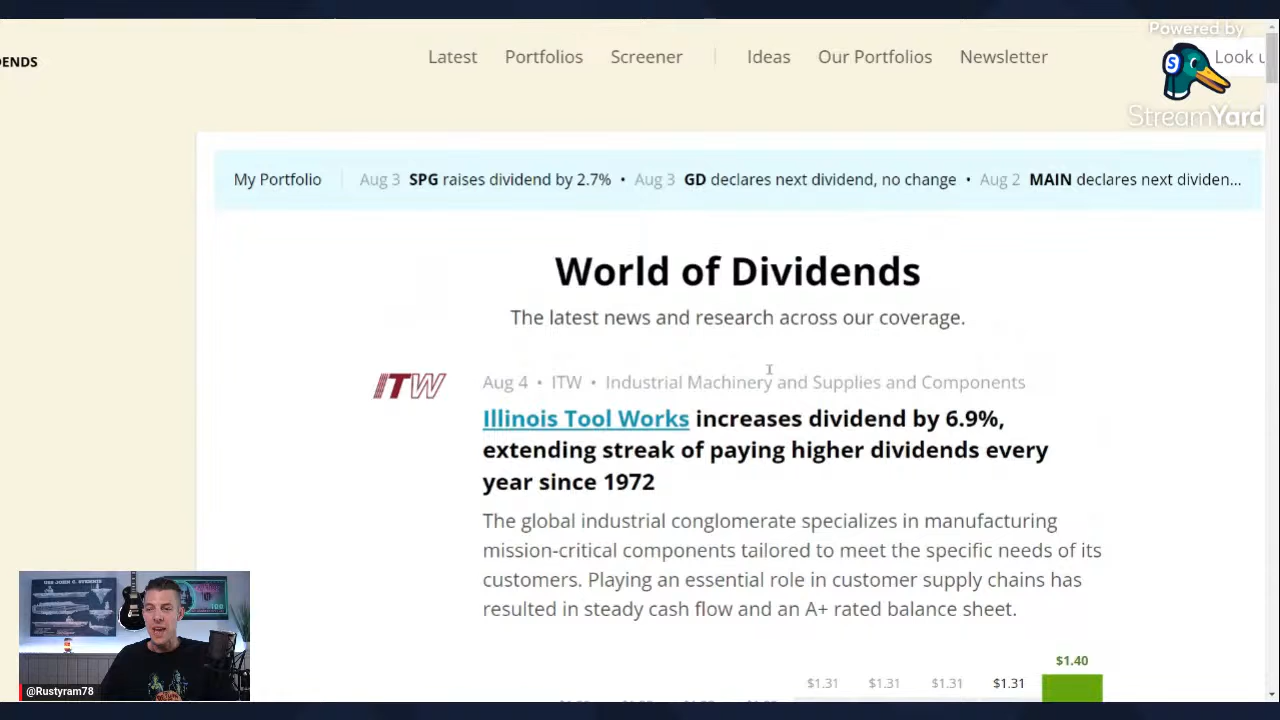 Powered by
StreamYard
DENDS
Latest Portfolios Screener Ideas Our Portfolios Newsletter Look u
My Portfolio Aug 3 SPG raises dividend by 2.7% • Aug 3 GD declares next dividend, no change • Aug 2 MAIN declares next dividen...
World of Dividends
The latest news and research across our coverage.
ITW
Aug 4 • ITW • Industrial Machinery and Supplies and Components
Illinois Tool Works increases dividend by 6.9%,
extending streak of paying higher dividends every
year since 1972
The global industrial conglomerate specializes in manufacturing
mission-critical components tailored to meet the specific needs of its
customers. Playing an essential role in customer supply chains has
resulted in steady cash flow and an A+ rated balance sheet.
$1.40
$1.31 $1.31 $1.31 $1.31
@Rustyram78